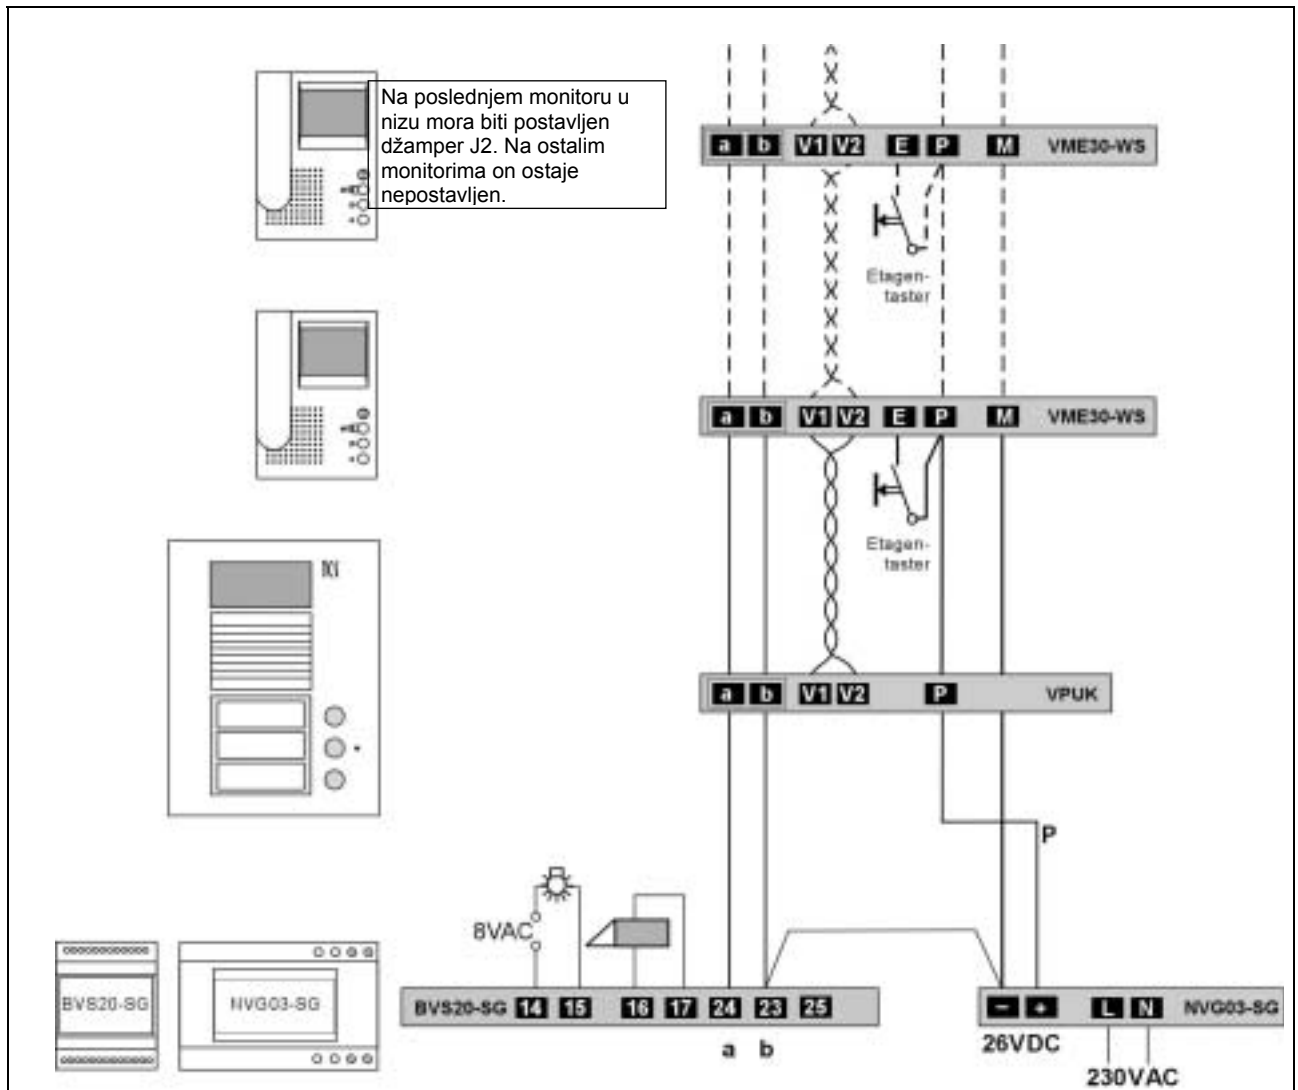 Na poslednjem monitoru u
nizu mora biti postavljen
džamper J2. Na ostalim
monitorima on ostaje
nepostavljen.
a b V1 V2 E P M VME30-WS
Etagen-
taster
a b V1 V2 E P M VME30-WS
Etagen-
taster
a b V1 V2 P VPUK
P
8VAC
BVS20-SG
NVG03-SG
BVS20-SG 14 15 16 17 24 23 25
a b
− + L N NVG03-SG
26VDC
230VAC